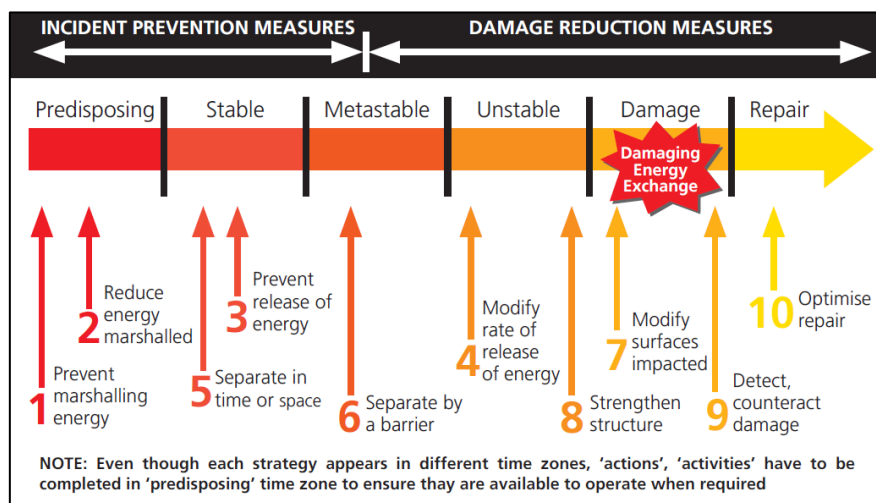 INCIDENT PREVENTION MEASURES
DAMAGE REDUCTION MEASURES
Predisposing
Stable
Metastable
Unstable
Damage
Repair
Damaging
Energy
Exchange
1 Prevent
marshalling
energy
2 Reduce
energy
marshalled
5 Separate in
time or space
3 Prevent
release of
energy
6 Separate by
a barrier
4 Modify
rate of
release
of energy
8 Strengthen
structure
7 Modify
surfaces
impacted
9 Detect,
counteract
damage
10 Optimise
repair
NOTE: Even though each strategy appears in different time zones, ‘actions’, ‘activities’ have to be
completed in ‘predisposing’ time zone to ensure thay are available to operate when required